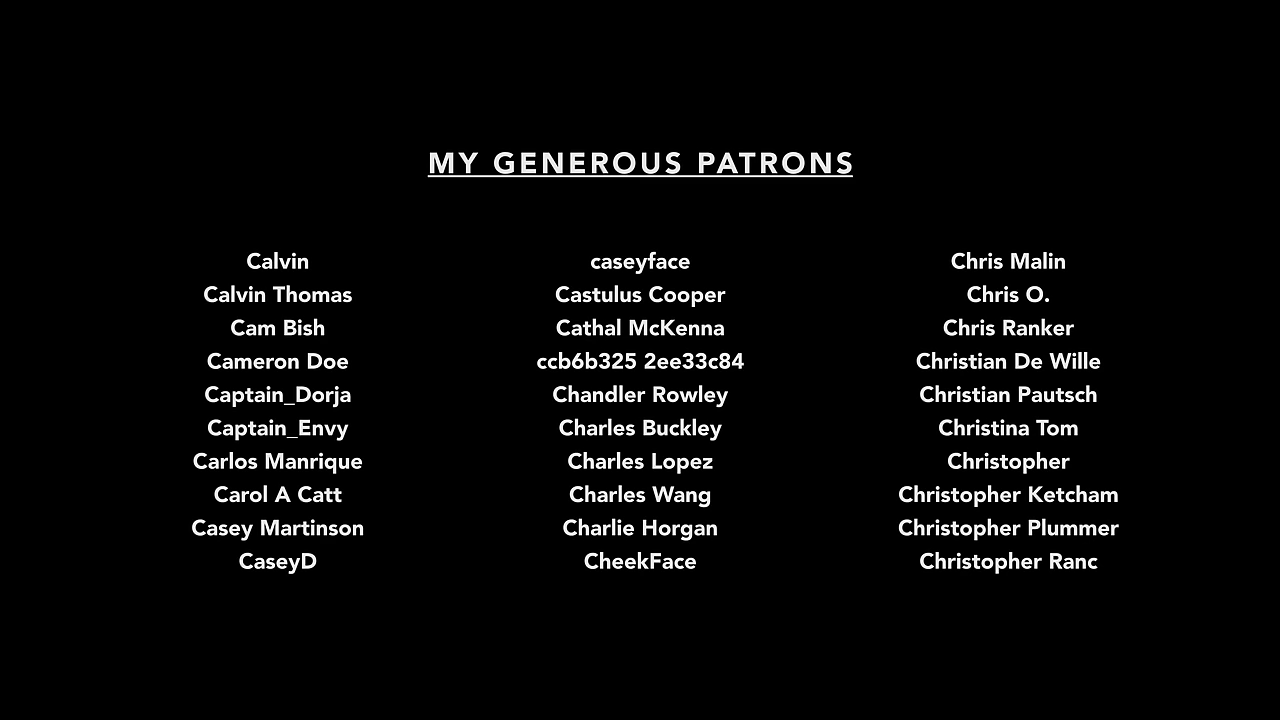 MY GENEROUS PATRONS
Calvin
Calvin Thomas
Cam Bish
Cameron Doe
Captain_Dorja
Captain_Envy
Carlos Manrique
Carol A Catt
Casey Martinson
CaseyD
caseyface
Castulus Cooper
Cathal McKenna
ccb6b325 2ee33c84
Chandler Rowley
Charles Buckley
Charles Lopez
Charles Wang
Charlie Horgan
CheekFace
Chris Malin
Chris O.
Chris Ranker
Christian De Wille
Christian Pautsch
Christina Tom
Christopher
Christopher Ketcham
Christopher Plummer
Christopher Ranc